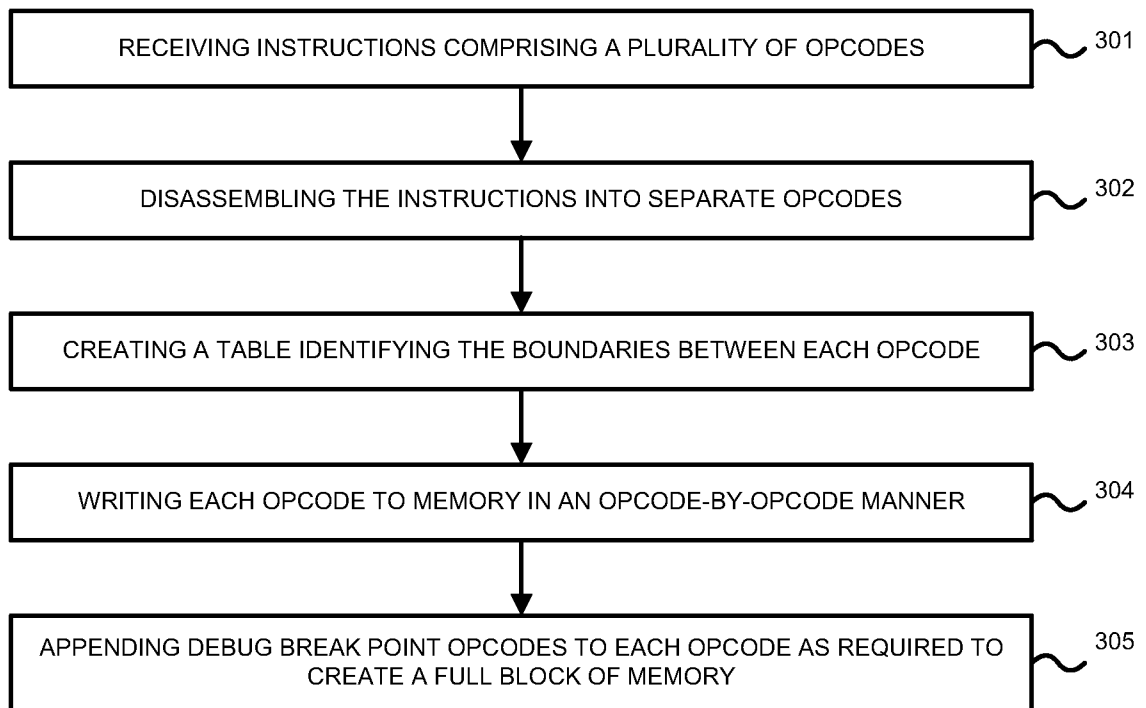 RECEIVING INSTRUCTIONS COMPRISING A PLURALITY OF OPCODES
301
DISASSEMBLING THE INSTRUCTIONS INTO SEPARATE OPCODES
302
CREATING A TABLE IDENTIFYING THE BOUNDARIES BETWEEN EACH OPCODE
303
WRITING EACH OPCODE TO MEMORY IN AN OPCODE-BY-OPCODE MANNER
304
APPENDING DEBUG BREAK POINT OPCODES TO EACH OPCODE AS REQUIRED TO
CREATE A FULL BLOCK OF MEMORY
305